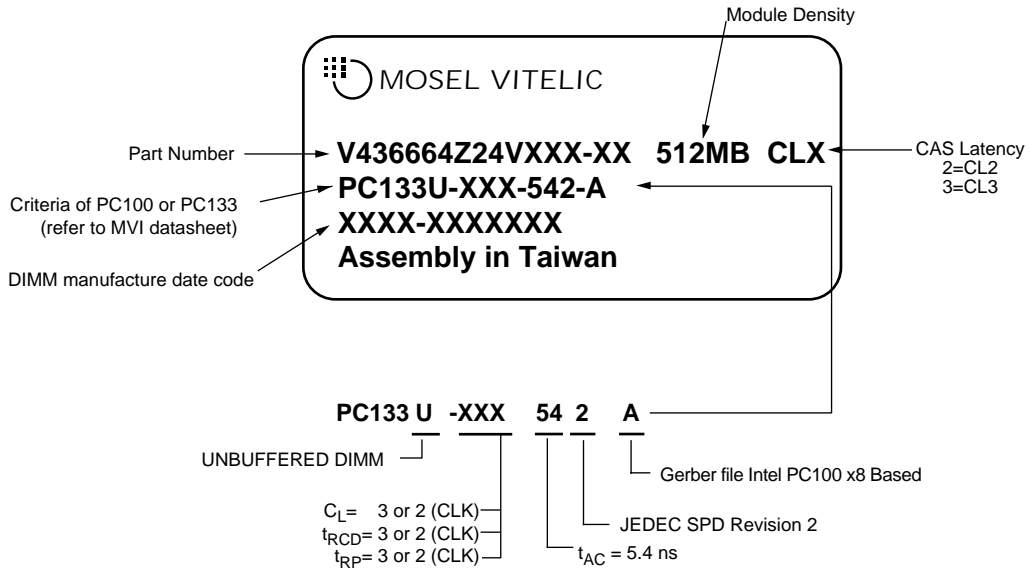 Module Density
MOSEL VITELIC
Part Number
V436664Z24VXXX-XX 512MB CLX
CAS Latency
2=CL2
3=CL3
Criteria of PC100 or PC133
(refer to MVI datasheet)
PC133U-XXX-542-A
DIMM manufacture date code
XXXX-XXXXXXX
Assembly in Taiwan
PC133 U -XXX 54 2 A
UNBUFFERED DIMM
Gerber file Intel PC100 x8 Based
CL= 3 or 2 (CLK)
tRCD= 3 or 2 (CLK)
tRP= 3 or 2 (CLK)
JEDEC SPD Revision 2
tAC = 5.4 ns